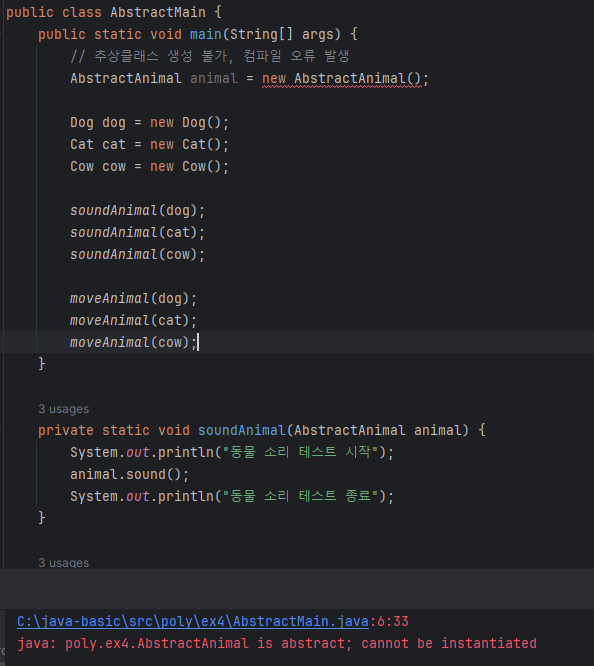 public class AbstractMain {
public static void main(String[] args) {
// 추상클래스 생성 불가, 컴파일 오류 발생
AbstractAnimal animal = new AbstractAnimal();
Dog dog = new Dog();
Cat cat = new Cat();
Cow cow = new Cow();
soundAnimal(dog);
soundAnimal(cat);
soundAnimal(cow);
moveAnimal(dog);
moveAnimal(cat);
moveAnimal(cow);
}
3 usages
private static void soundAnimal(AbstractAnimal animal) {
System.out.println("동물 소리 테스트 시작");
animal.sound();
System.out.println("동물 소리 테스트 종료");
}
3 usages
C:\java-basic\src\poly\ex4\AbstractMain.java:6:33
java: poly.ex4.AbstractAnimal is abstract; cannot be instantiated